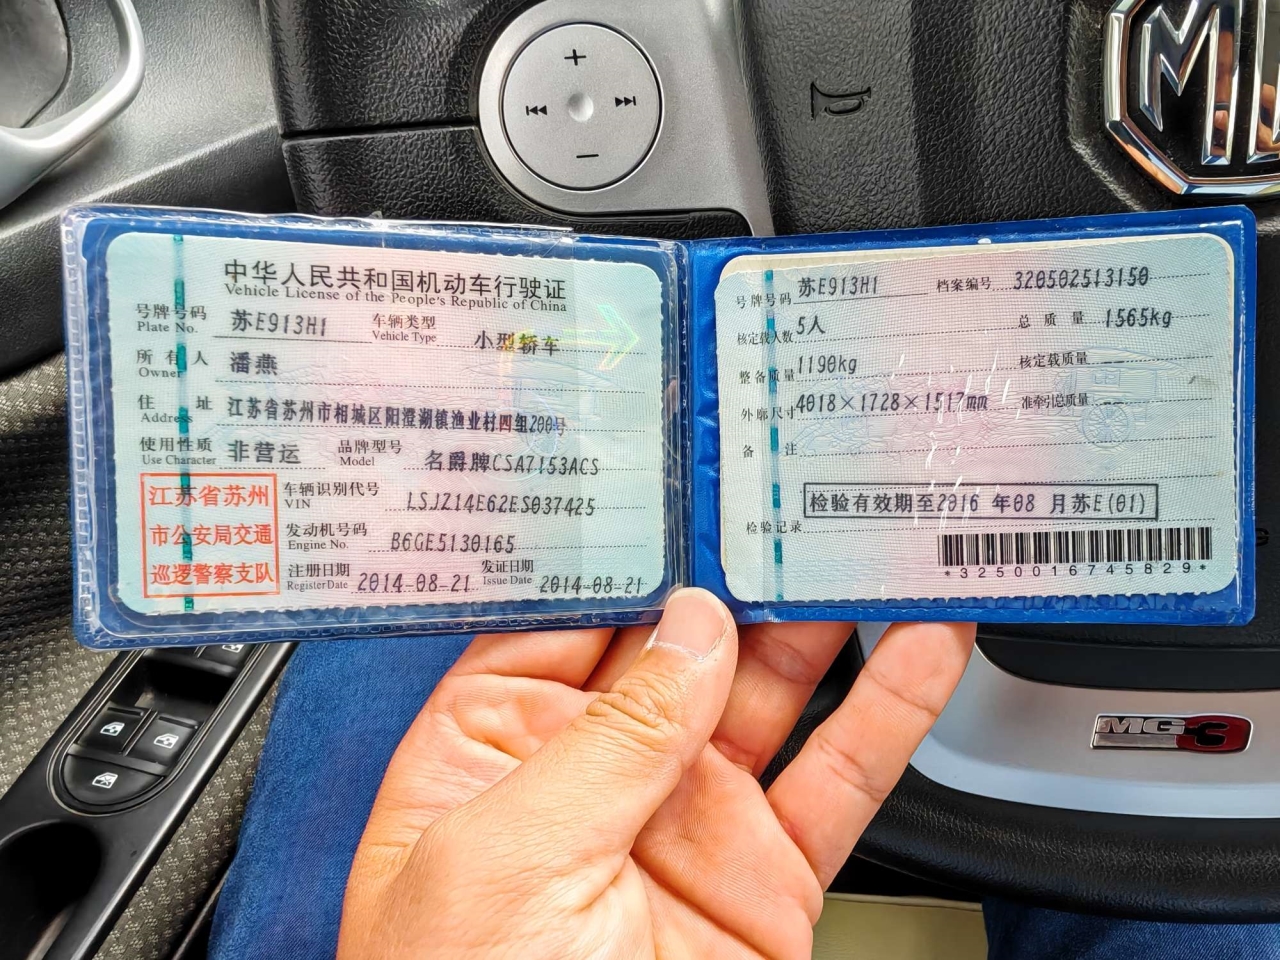 中华人民共和国机动车行驶证
Vehicle License of the People's Republic of China
号牌号码 苏E913H1 车辆类型 小型轿车
Plate No. Vehicle Type
所有人 潘燕
Owner
住址 江苏省苏州市相城区阳澄湖镇渔业村四组200号
Address
使用性质 非营运 品牌型号 名爵牌CSA7153ACS
Use Character Model
江苏省苏州
市公安局交通
巡逻警察支队
车辆识别代号 LSJZ14E62ES037425
VIN
发动机号码 B6GE5130165
Engine No.
注册日期 2014-08-21 发证日期 2014-08-21
Register Date Issue Date
号牌号码 苏E913H1 档案编号 320502513150
核定载人数 5人 总质量 1565kg
整备质量 1190kg 核定载质量
外廓尺寸 4018×1728×1517mm 准牵引总质量
备注
检验有效期至2016 年08 月苏E(01)
检验记录
*3250016745829*
MG
MG3